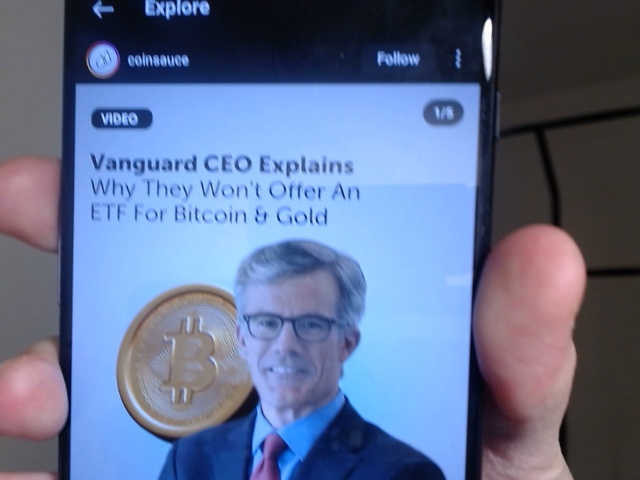 Explore
coinsauce
Follow
VIDEO
1/5
Vanguard CEO Explains
Why They Won't Offer An
ETF For Bitcoin & Gold